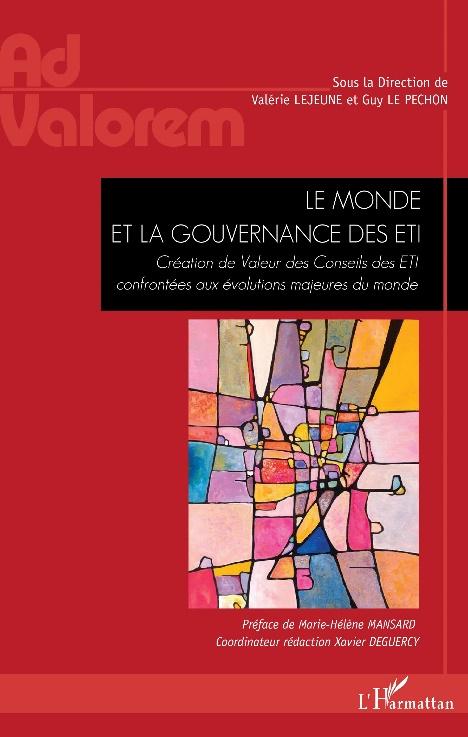 Ad
Valorem
Sous la Direction de
Valérie LEJEUNE et Guy LE PECHON
LE MONDE
ET LA GOUVERNANCE DES ETI
Création de Valeur des Conseils des ETI
confrontées aux évolutions majeures du monde
Préface de Marie-Hélène MANSARD
Coordinateur rédaction Xavier DEGUERCY
L'Harmattan